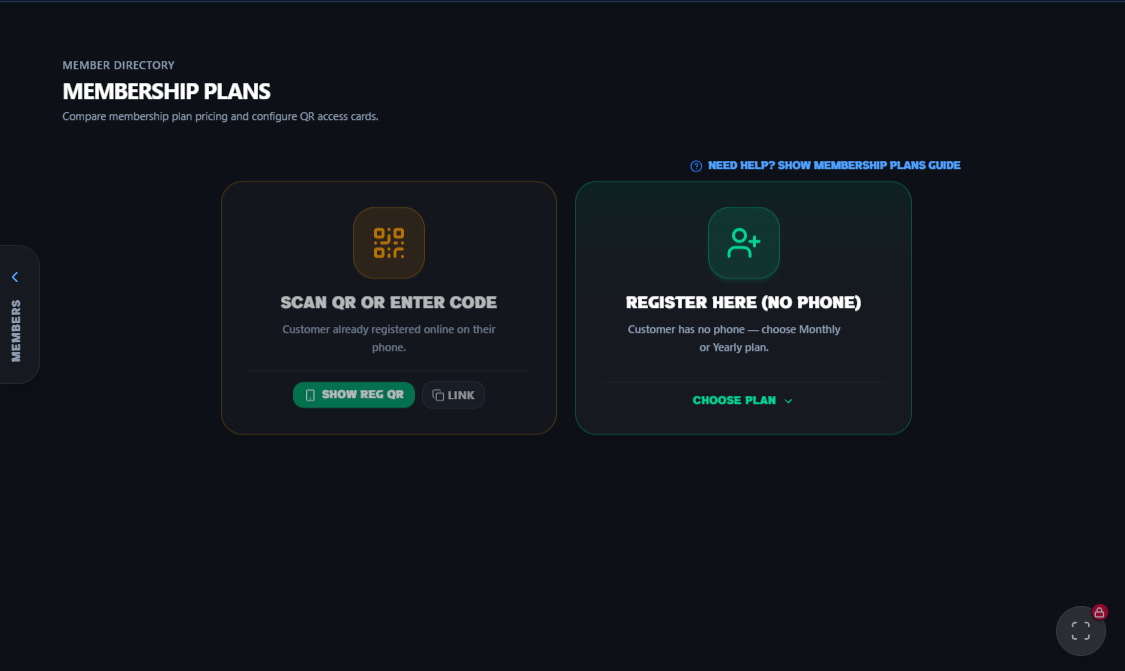 MEMBER DIRECTORY
MEMBERSHIP PLANS
Compare membership plan pricing and configure QR access cards.
NEED HELP? SHOW MEMBERSHIP PLANS GUIDE
SCAN QR OR ENTER CODE
Customer already registered online on their
phone.
SHOW REG QR
LINK
REGISTER HERE (NO PHONE)
Customer has no phone — choose Monthly
or Yearly plan.
CHOOSE PLAN
MEMBERS